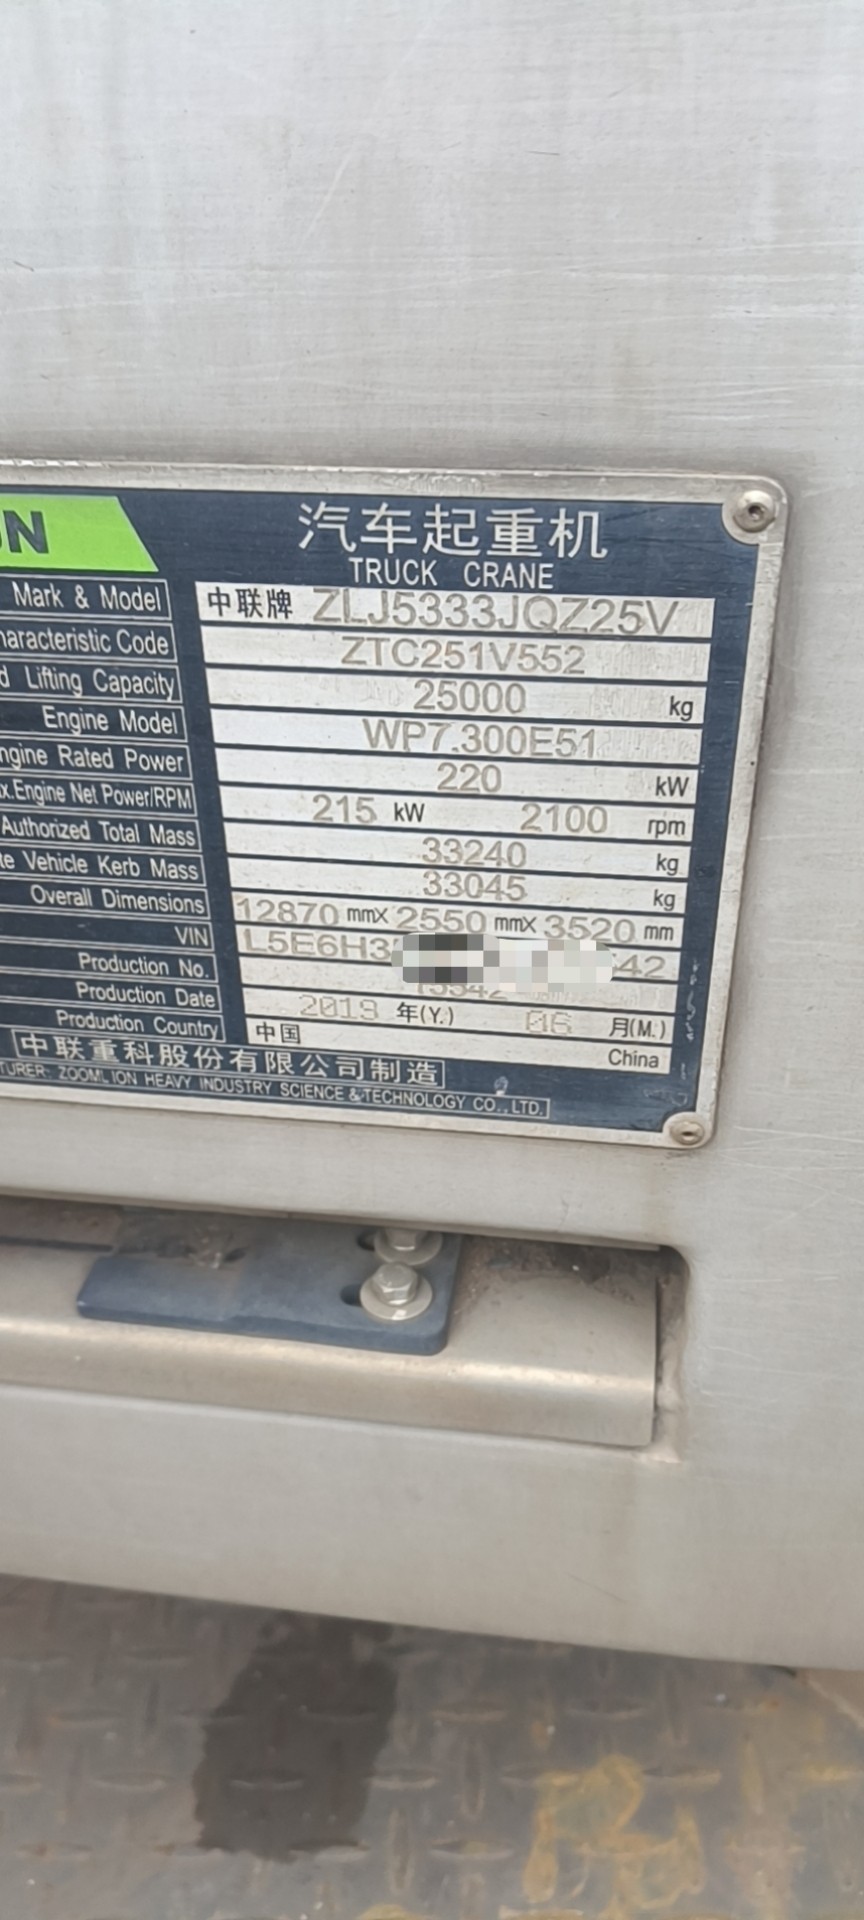 ON
汽车起重机
TRUCK CRANE
Mark & Model 中联牌 ZLJ5333JQZ25V
haracteristic Code ZTC251V552
d Lifting Capacity 25000 kg
Engine Model WP7.300E51
ngine Rated Power 220 kW
x.Engine Net Power/RPM 215 kW 2100 rpm
Authorized Total Mass 33240 kg
te Vehicle Kerb Mass 33045 kg
Overall Dimensions 12870 mmX 2550 mmX 3520 mm
VIN L5E6H3
Production No.
Production Date 2019 年(Y.) 06 月(M.)
Production Country 中国 China
中联重科股份有限公司制造
TURER: ZOOMLION HEAVY INDUSTRY SCIENCE & TECHNOLOGY CO.,LTD.